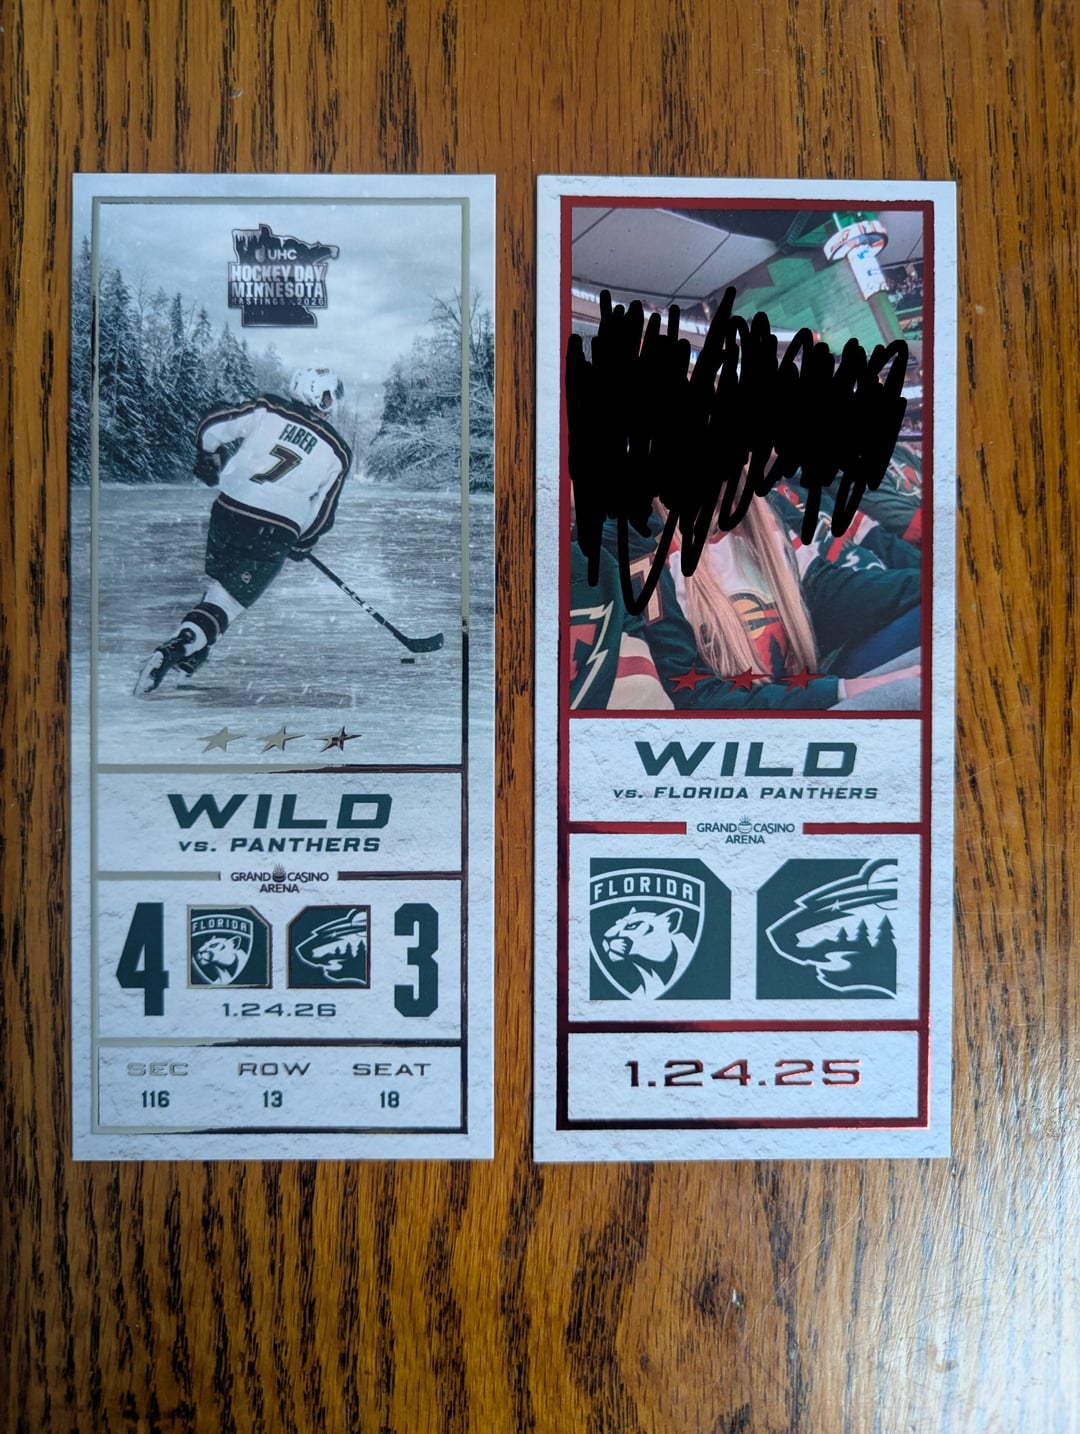 UHC
HOCKEY DAY
MINNESOTA
HASTINGS 2026
FABER
7
WILD
vs. PANTHERS
GRAND CASINO
ARENA
4
FLORIDA
3
1.24.26
SEC ROW SEAT
116 13 18
WILD
vs. FLORIDA PANTHERS
GRAND CASINO
ARENA
FLORIDA
1.24.25